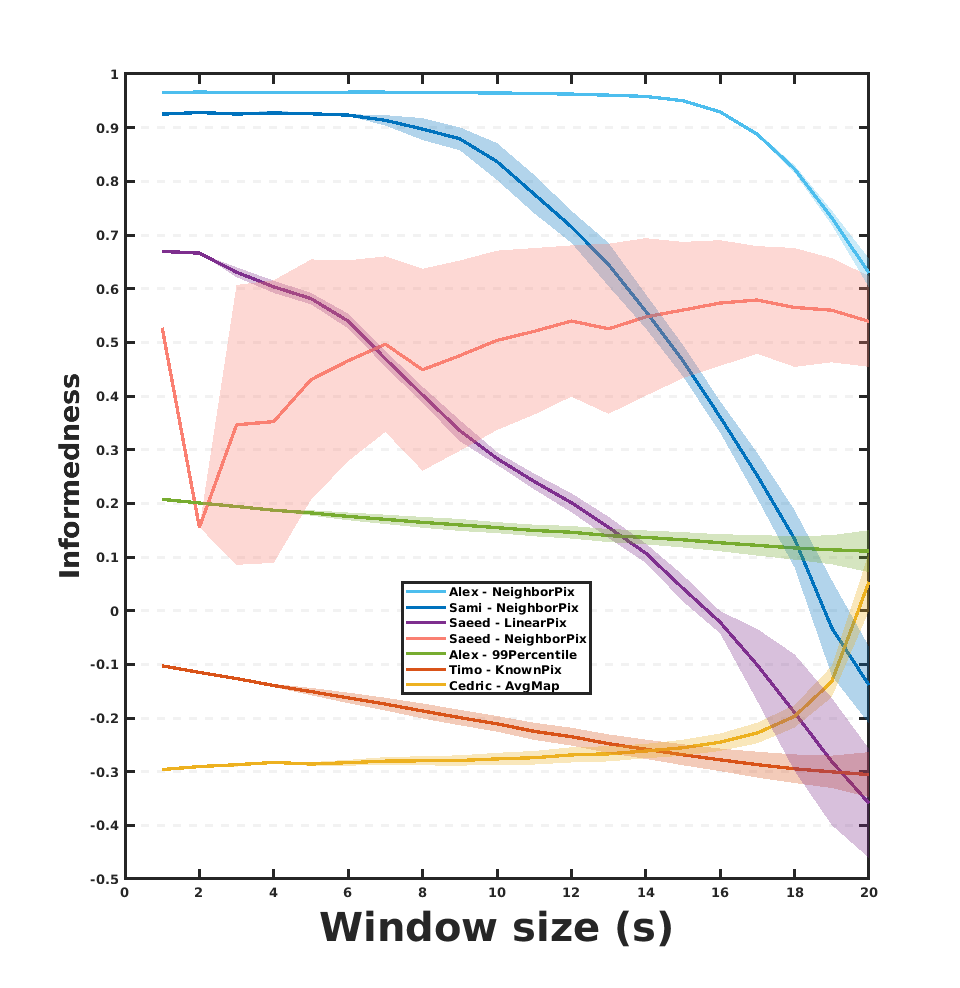 1
0.9
0.8
0.7
0.6
0.5
0.4
0.3
0.2
0.1
0
-0.1
-0.2
-0.3
-0.4
-0.5
Informedness
Alex - NeighborPix
Sami - NeighborPix
Saeed - LinearPix
Saeed - NeighborPix
Alex - 99Percentile
Timo - KnownPix
Cedric - AvgMap
0 2 4 6 8 10 12 14 16 18 20
Window size (s)